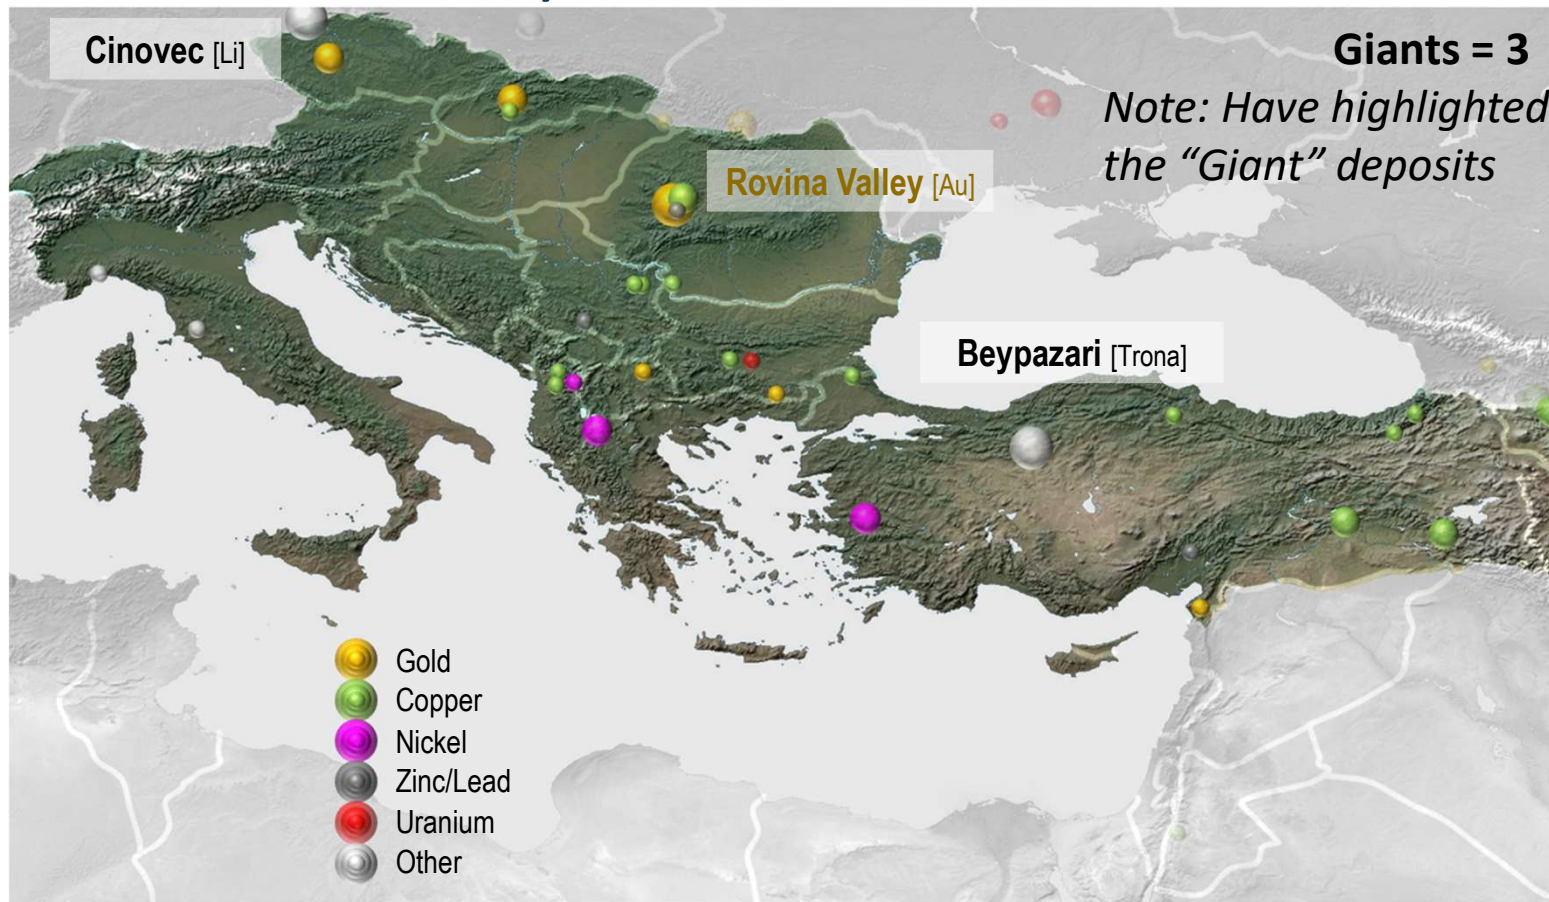 Cinovec [Li]
Giants = 3
Note: Have highlighted
the “Giant” deposits
Rovina Valley [Au]
Beypazari [Trona]
Gold
Copper
Nickel
Zinc/Lead
Uranium
Other